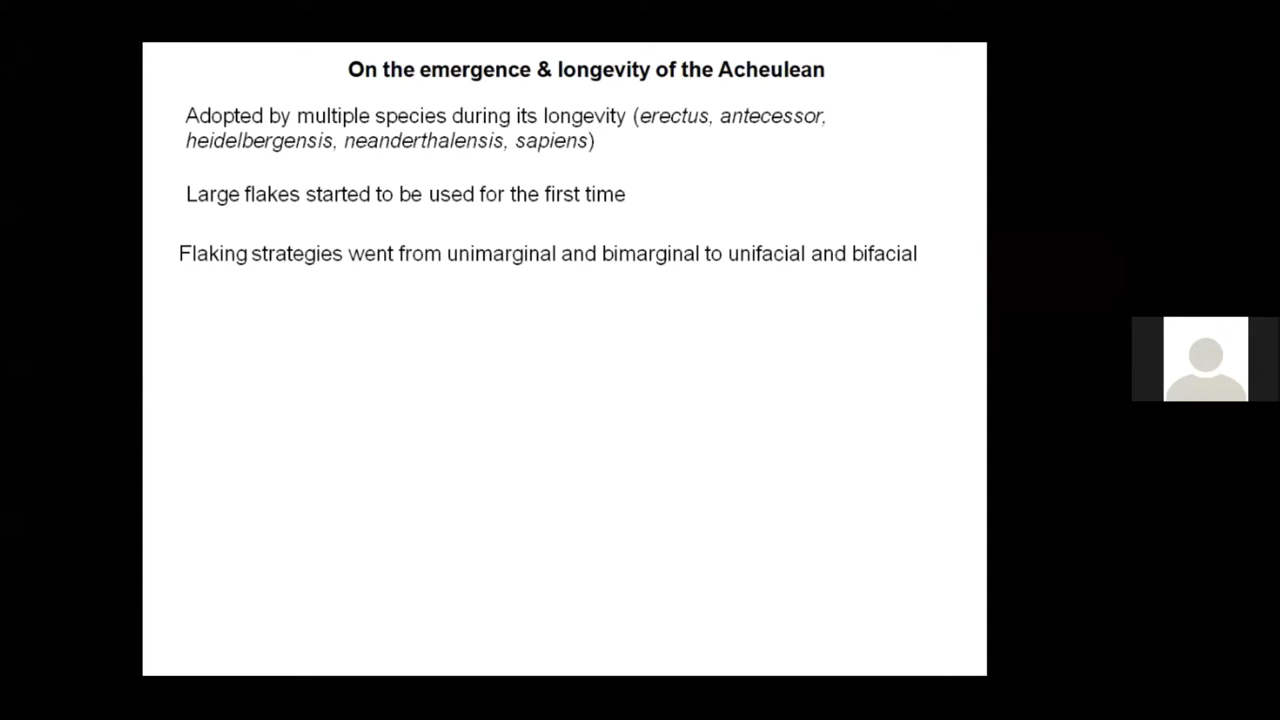 On the emergence & longevity of the Acheulean
Adopted by multiple species during its longevity (erectus, antecessor,
heidelbergensis, neanderthalensis, sapiens)
Large flakes started to be used for the first time
Flaking strategies went from unimarginal and bimarginal to unifacial and bifacial